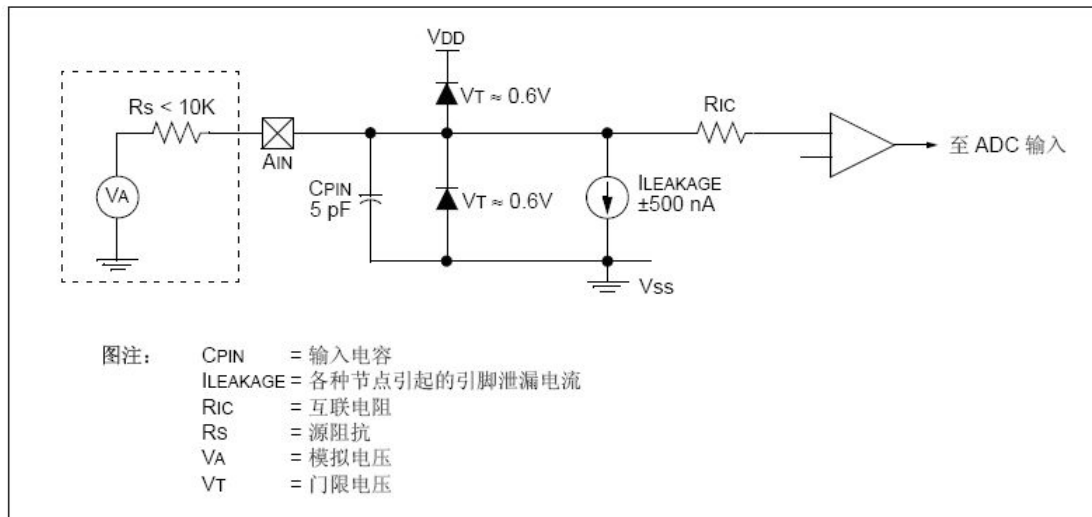 VDD
Rs < 10K
VT ≈ 0.6V
RIC
AIN
至 ADC 输入
VA
CPIN
5 pF
VT ≈ 0.6V
ILEAKAGE
±500 nA
Vss
图注：
CPIN = 输入电容
ILEAKAGE = 各种节点引起的引脚泄漏电流
RIC = 互联电阻
RS = 源阻抗
VA = 模拟电压
VT = 门限电压